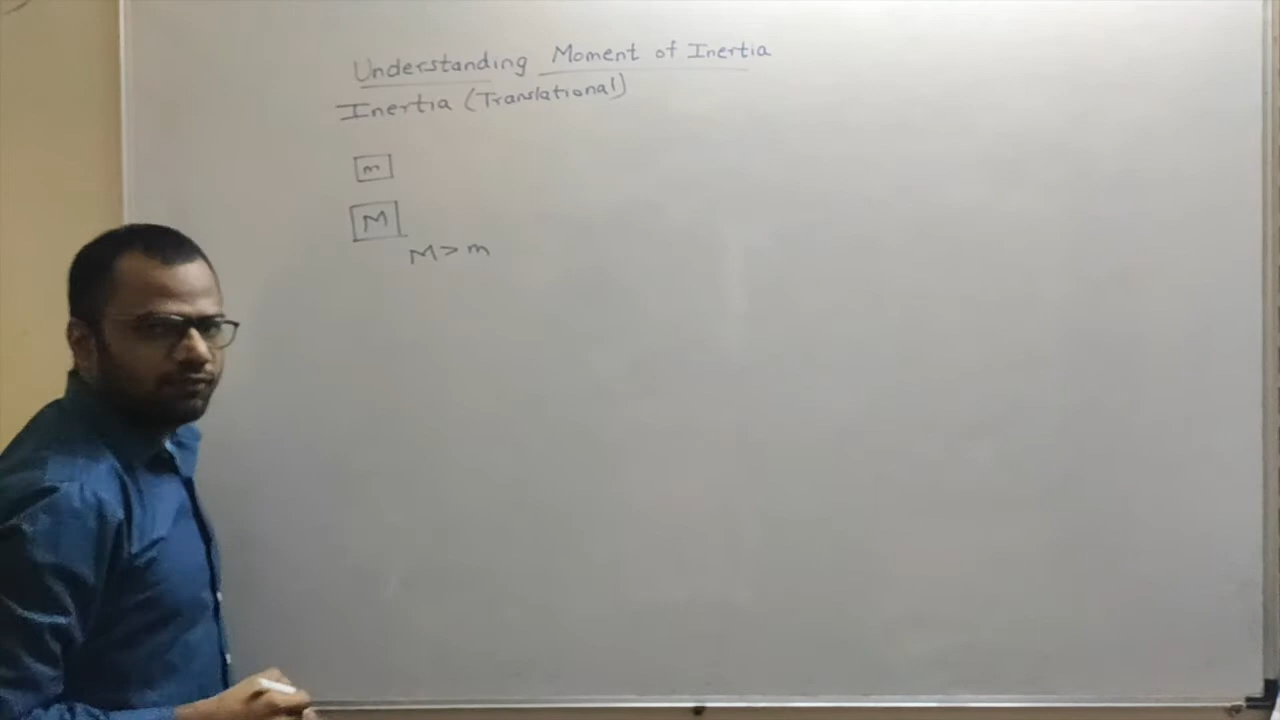 Understanding Moment of Inertia
Inertia (Translational)
m
M
M > m